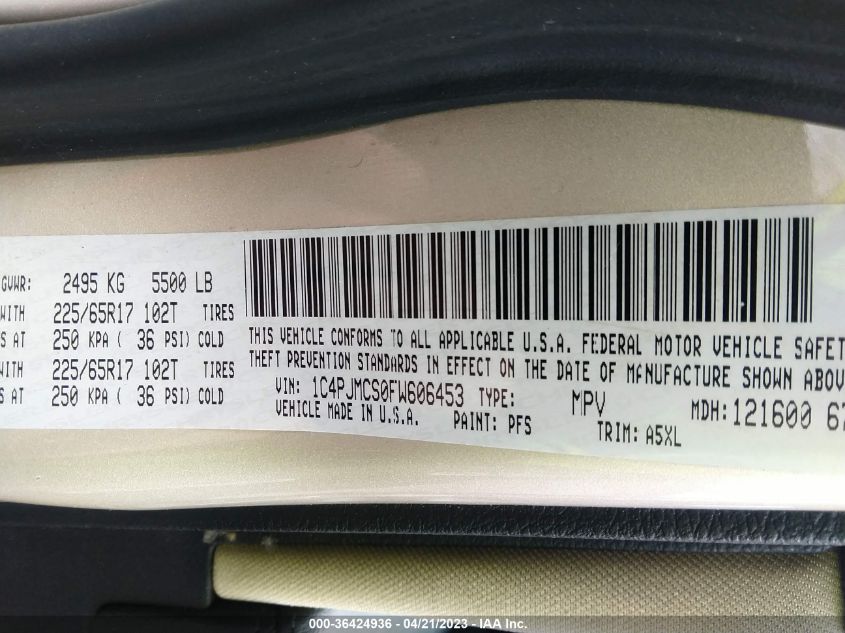 GVWR: 2495 KG 5500 LB
WITH 225/65R17 102T TIRES
S AT 250 KPA ( 36 PSI) COLD
WITH 225/65R17 102T TIRES
S AT 250 KPA ( 36 PSI) COLD
THIS VEHICLE CONFORMS TO ALL APPLICABLE U.S.A. FEDERAL MOTOR VEHICLE SAFET
THEFT PREVENTION STANDARDS IN EFFECT ON THE DATE OF MANUFACTURE SHOWN ABOV
VIN: 1C4PJMCS0FW606453 TYPE: MPV MDH: 121600 67
VEHICLE MADE IN U.S.A. PAINT: PFS TRIM: A5XL
000-36424936 - 04/21/2023 - IAA Inc.